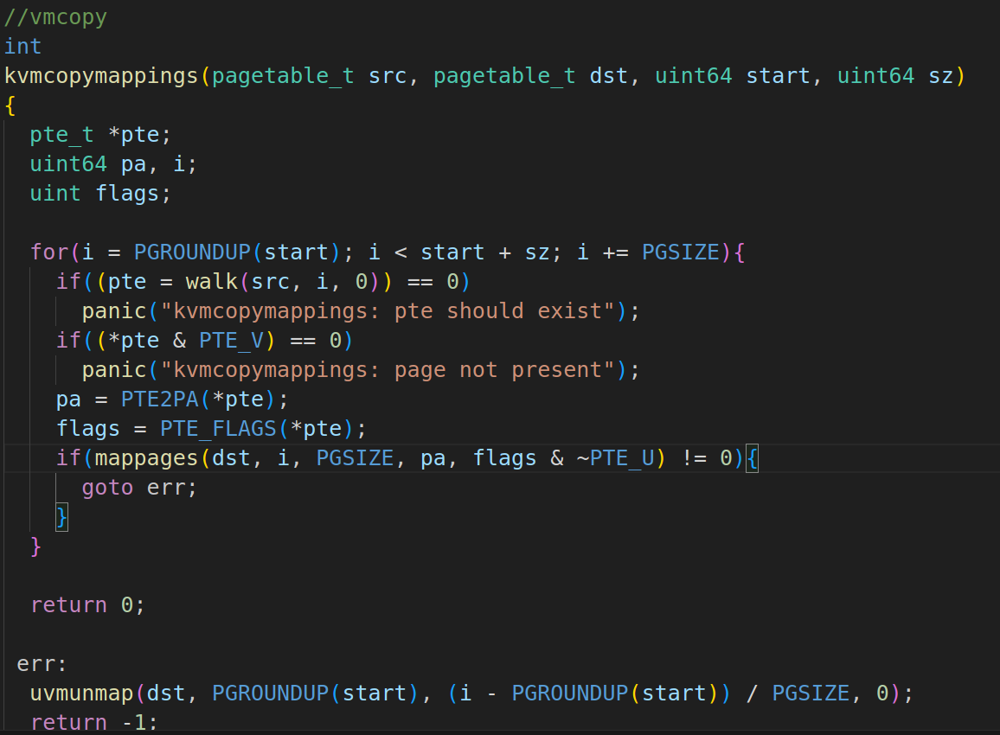 //vmcopy
int
kvmcopymappings(pagetable_t src, pagetable_t dst, uint64 start, uint64 sz)
{
  pte_t *pte;
  uint64 pa, i;
  uint flags;

  for(i = PGROUNDUP(start); i < start + sz; i += PGSIZE){
    if((pte = walk(src, i, 0)) == 0)
      panic("kvmcopymappings: pte should exist");
    if((*pte & PTE_V) == 0)
      panic("kvmcopymappings: page not present");
    pa = PTE2PA(*pte);
    flags = PTE_FLAGS(*pte);
    if(mappages(dst, i, PGSIZE, pa, flags & ~PTE_U) != 0){
      goto err;
    }
  }

  return 0;

 err:
  uvmunmap(dst, PGROUNDUP(start), (i - PGROUNDUP(start)) / PGSIZE, 0);
  return -1;